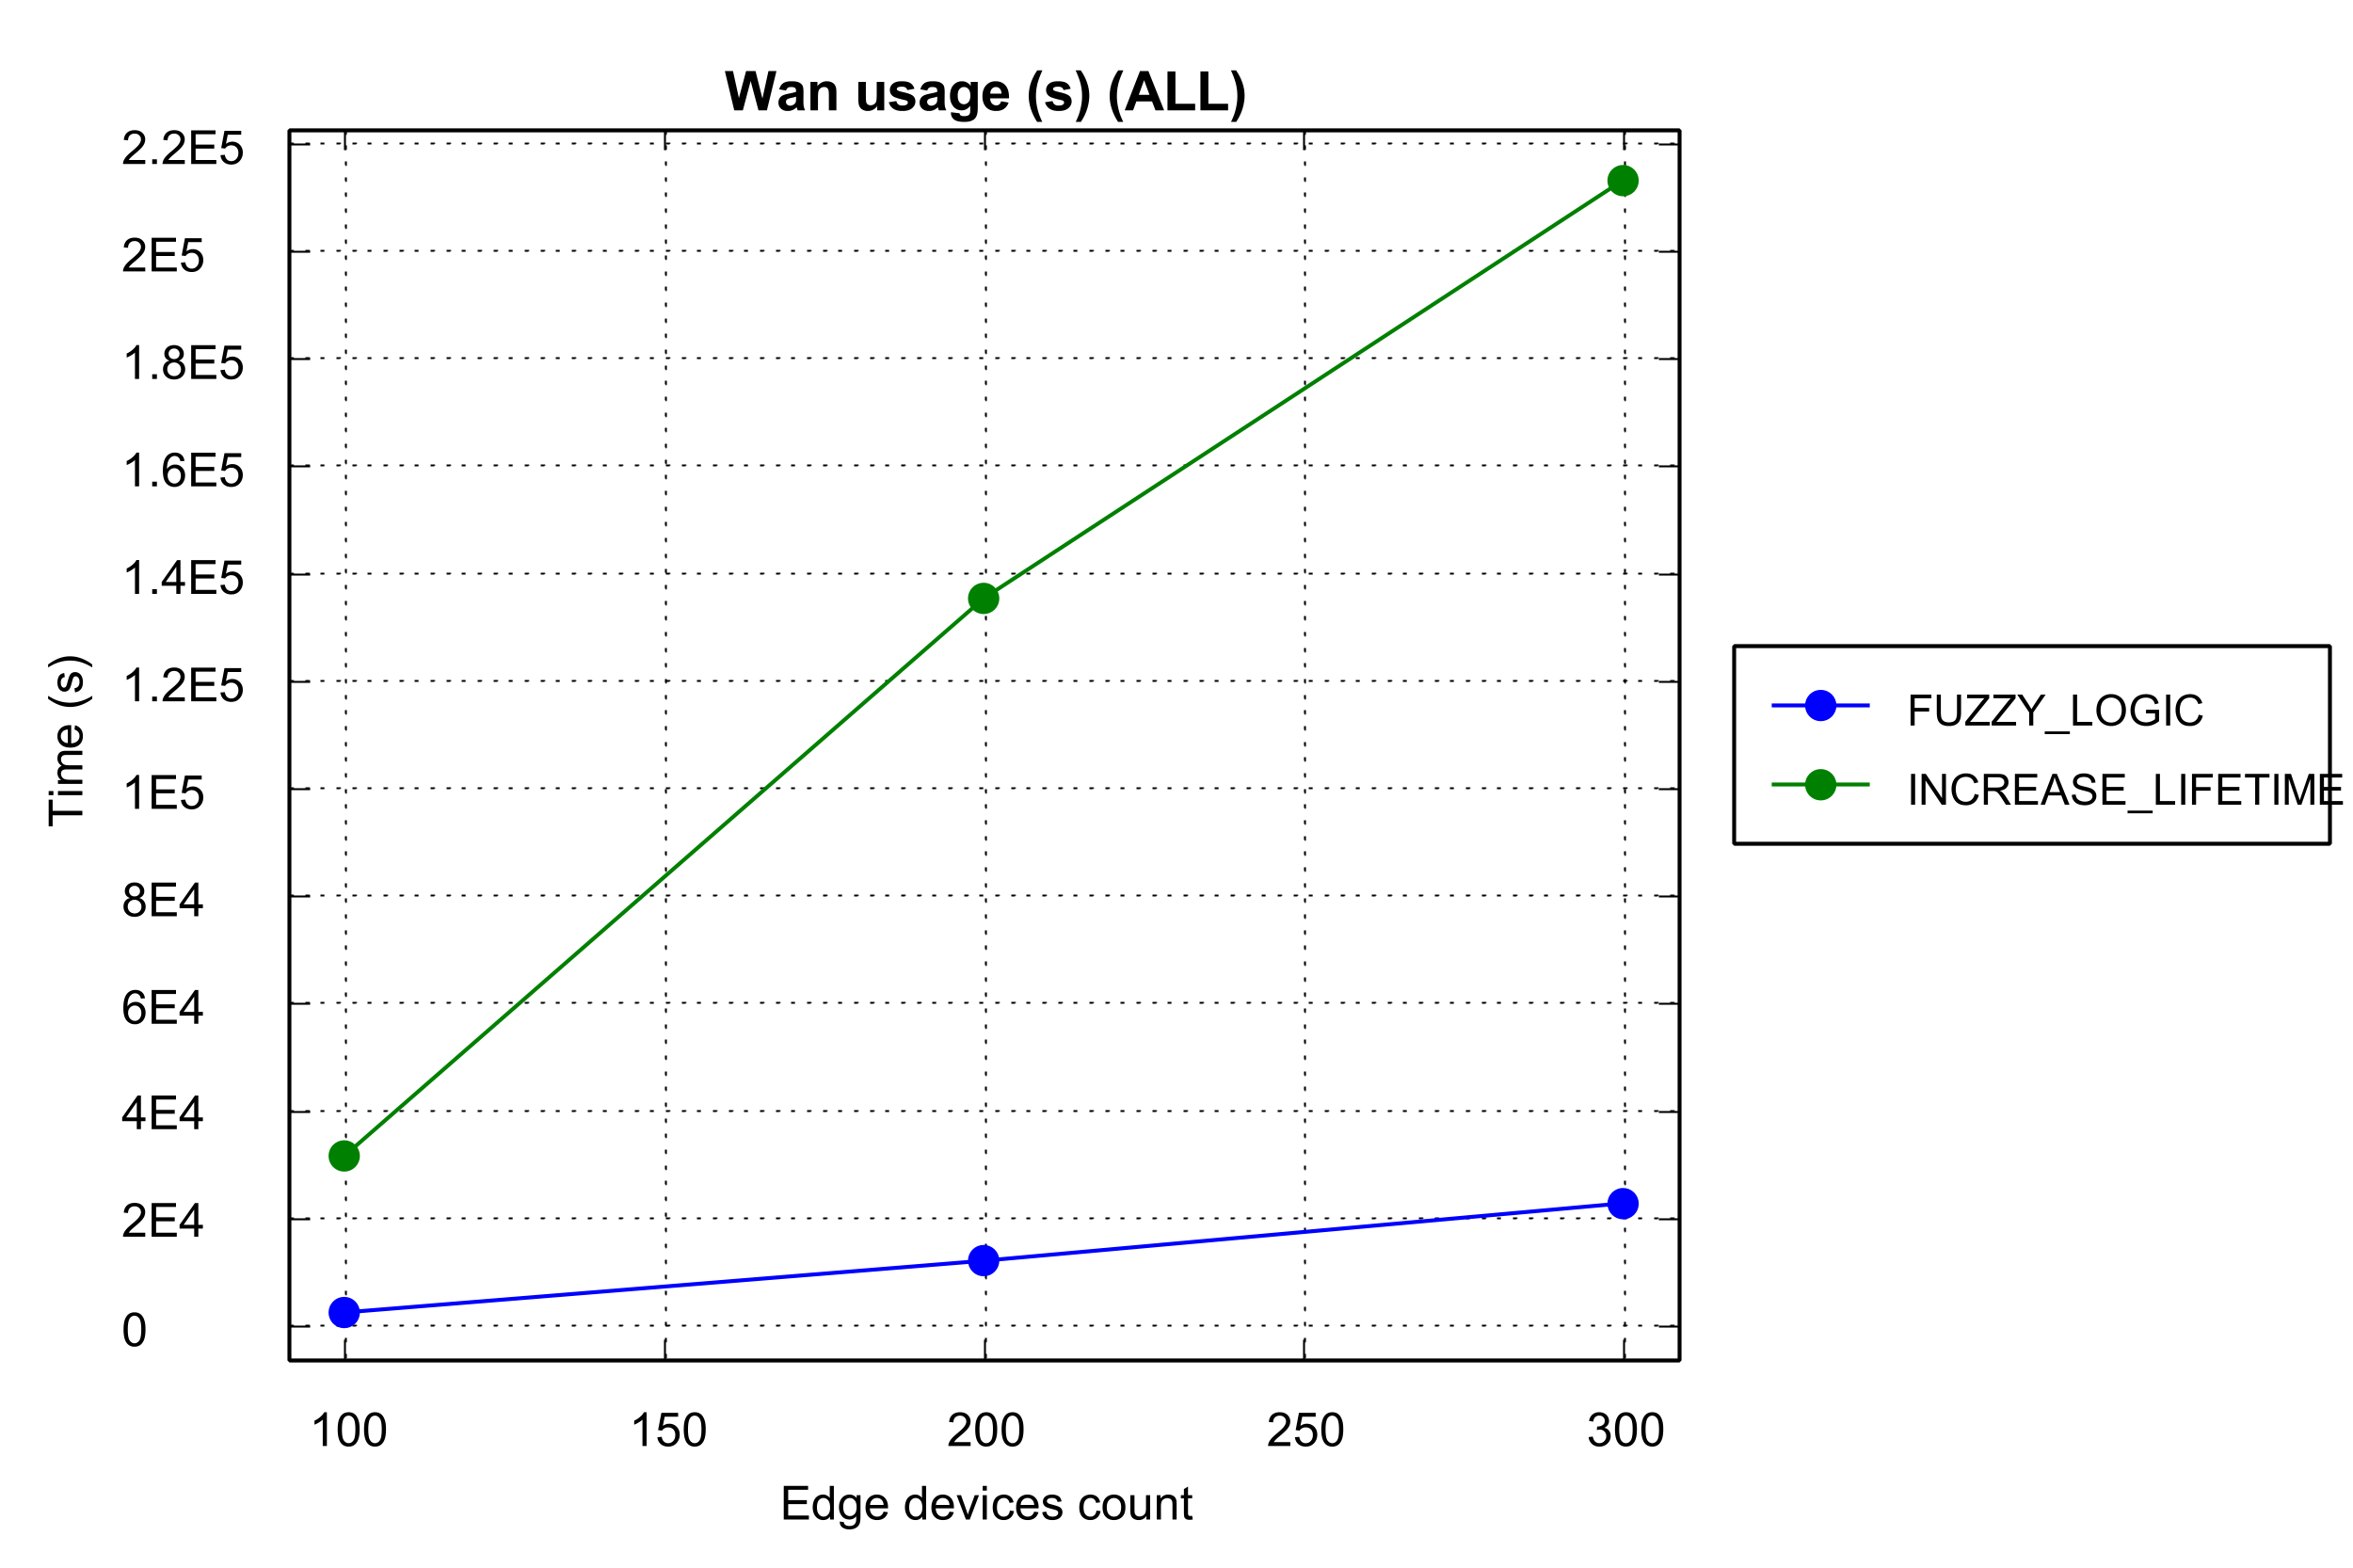 Wan usage (s) (ALL)
2.2E5
2E5
1.8E5
1.6E5
1.4E5
1.2E5
1E5
8E4
6E4
4E4
2E4
0
Time (s)
100 150 200 250 300
Edge devices count
FUZZY_LOGIC
INCREASE_LIFETIME